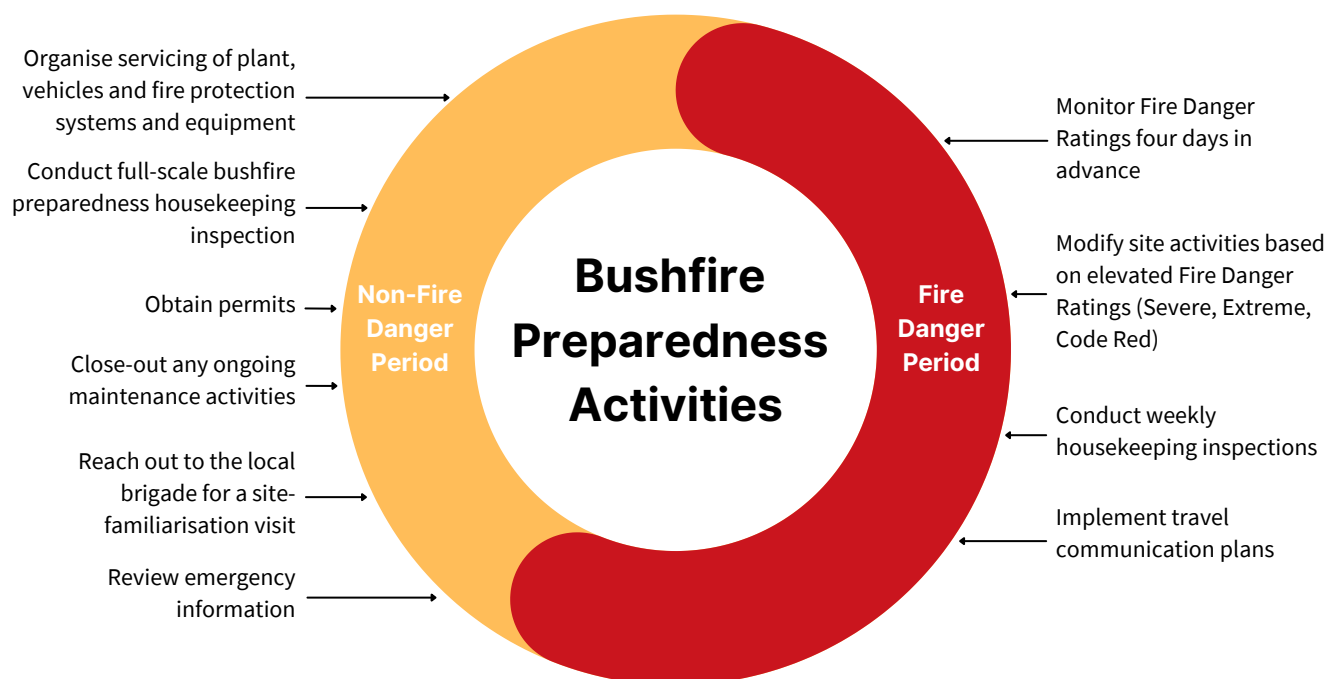 Organise servicing of plant,
vehicles and fire protection
systems and equipment
Conduct full-scale bushfire
preparedness housekeeping
inspection
Obtain permits
Close-out any ongoing
maintenance activities
Reach out to the local
brigade for a site-
familiarisation visit
Review emergency
information
Non-Fire
Danger
Period
Bushfire
Preparedness
Activities
Fire
Danger
Period
Monitor Fire Danger
Ratings four days in
advance
Modify site activities based
on elevated Fire Danger
Ratings (Severe, Extreme,
Code Red)
Conduct weekly
housekeeping inspections
Implement travel
communication plans